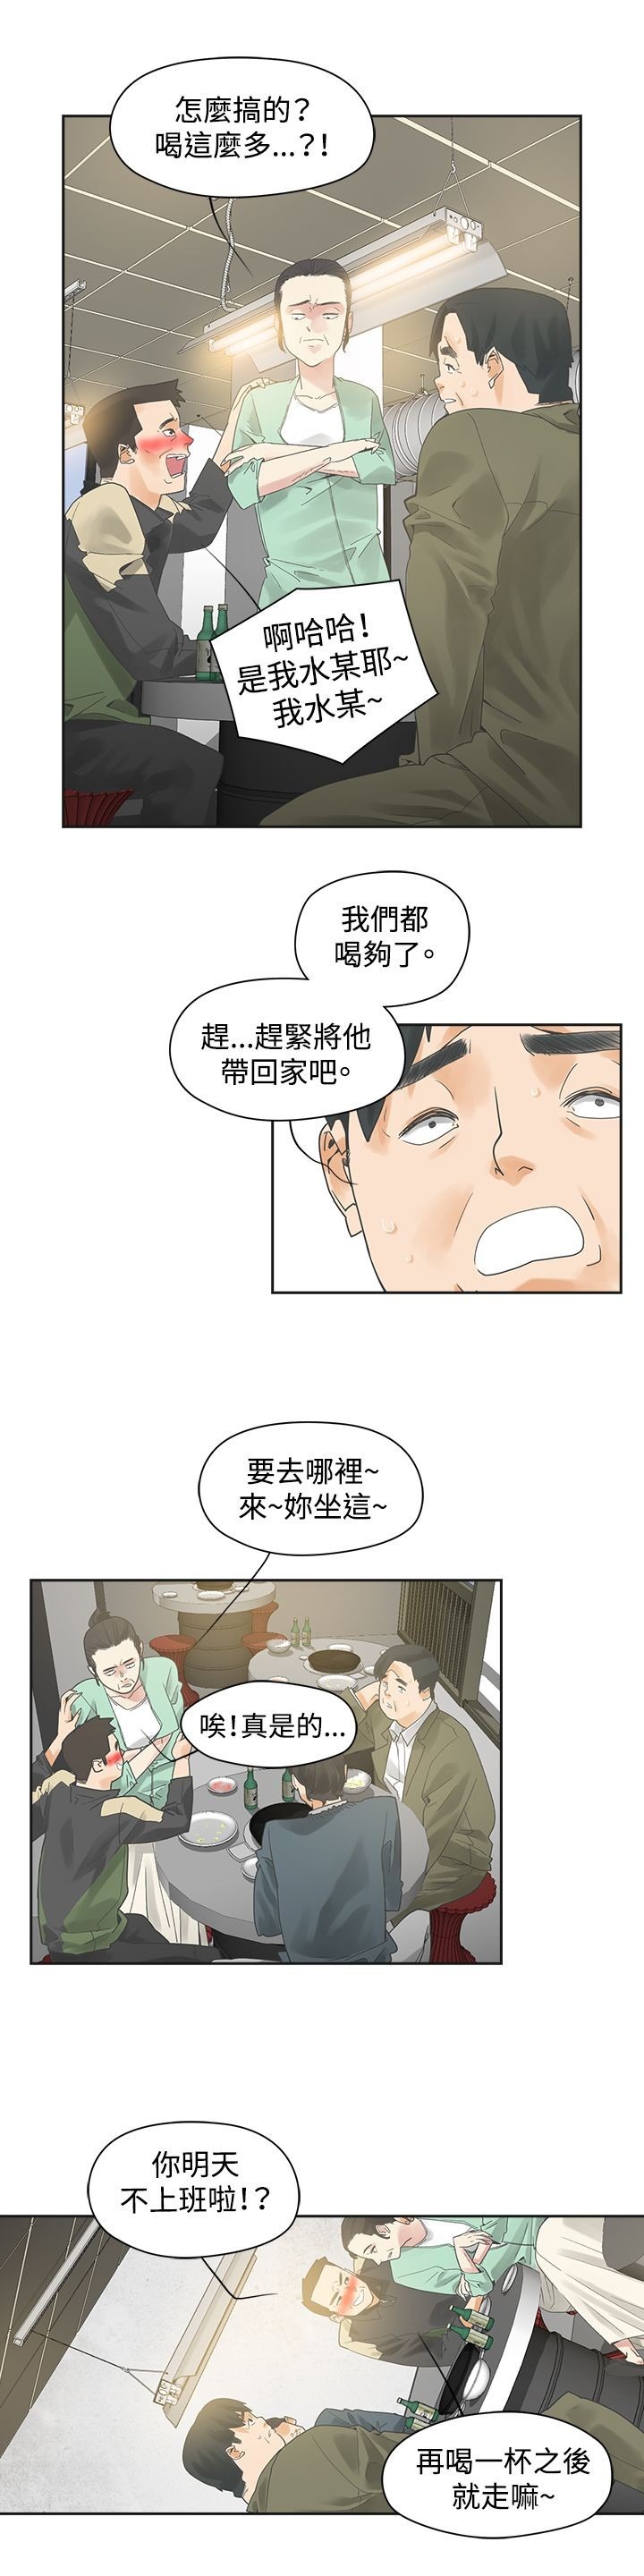 怎麼搞的？
喝這麼多…？！
啊哈哈！
是我水某耶~
我水某~
我們都
喝夠了。
趕…趕緊將他
帶回家吧。
要去哪裡~
來~妳坐這~
唉！真是的…
你明天
不上班啦！？
再喝一杯之後
就走嘛~